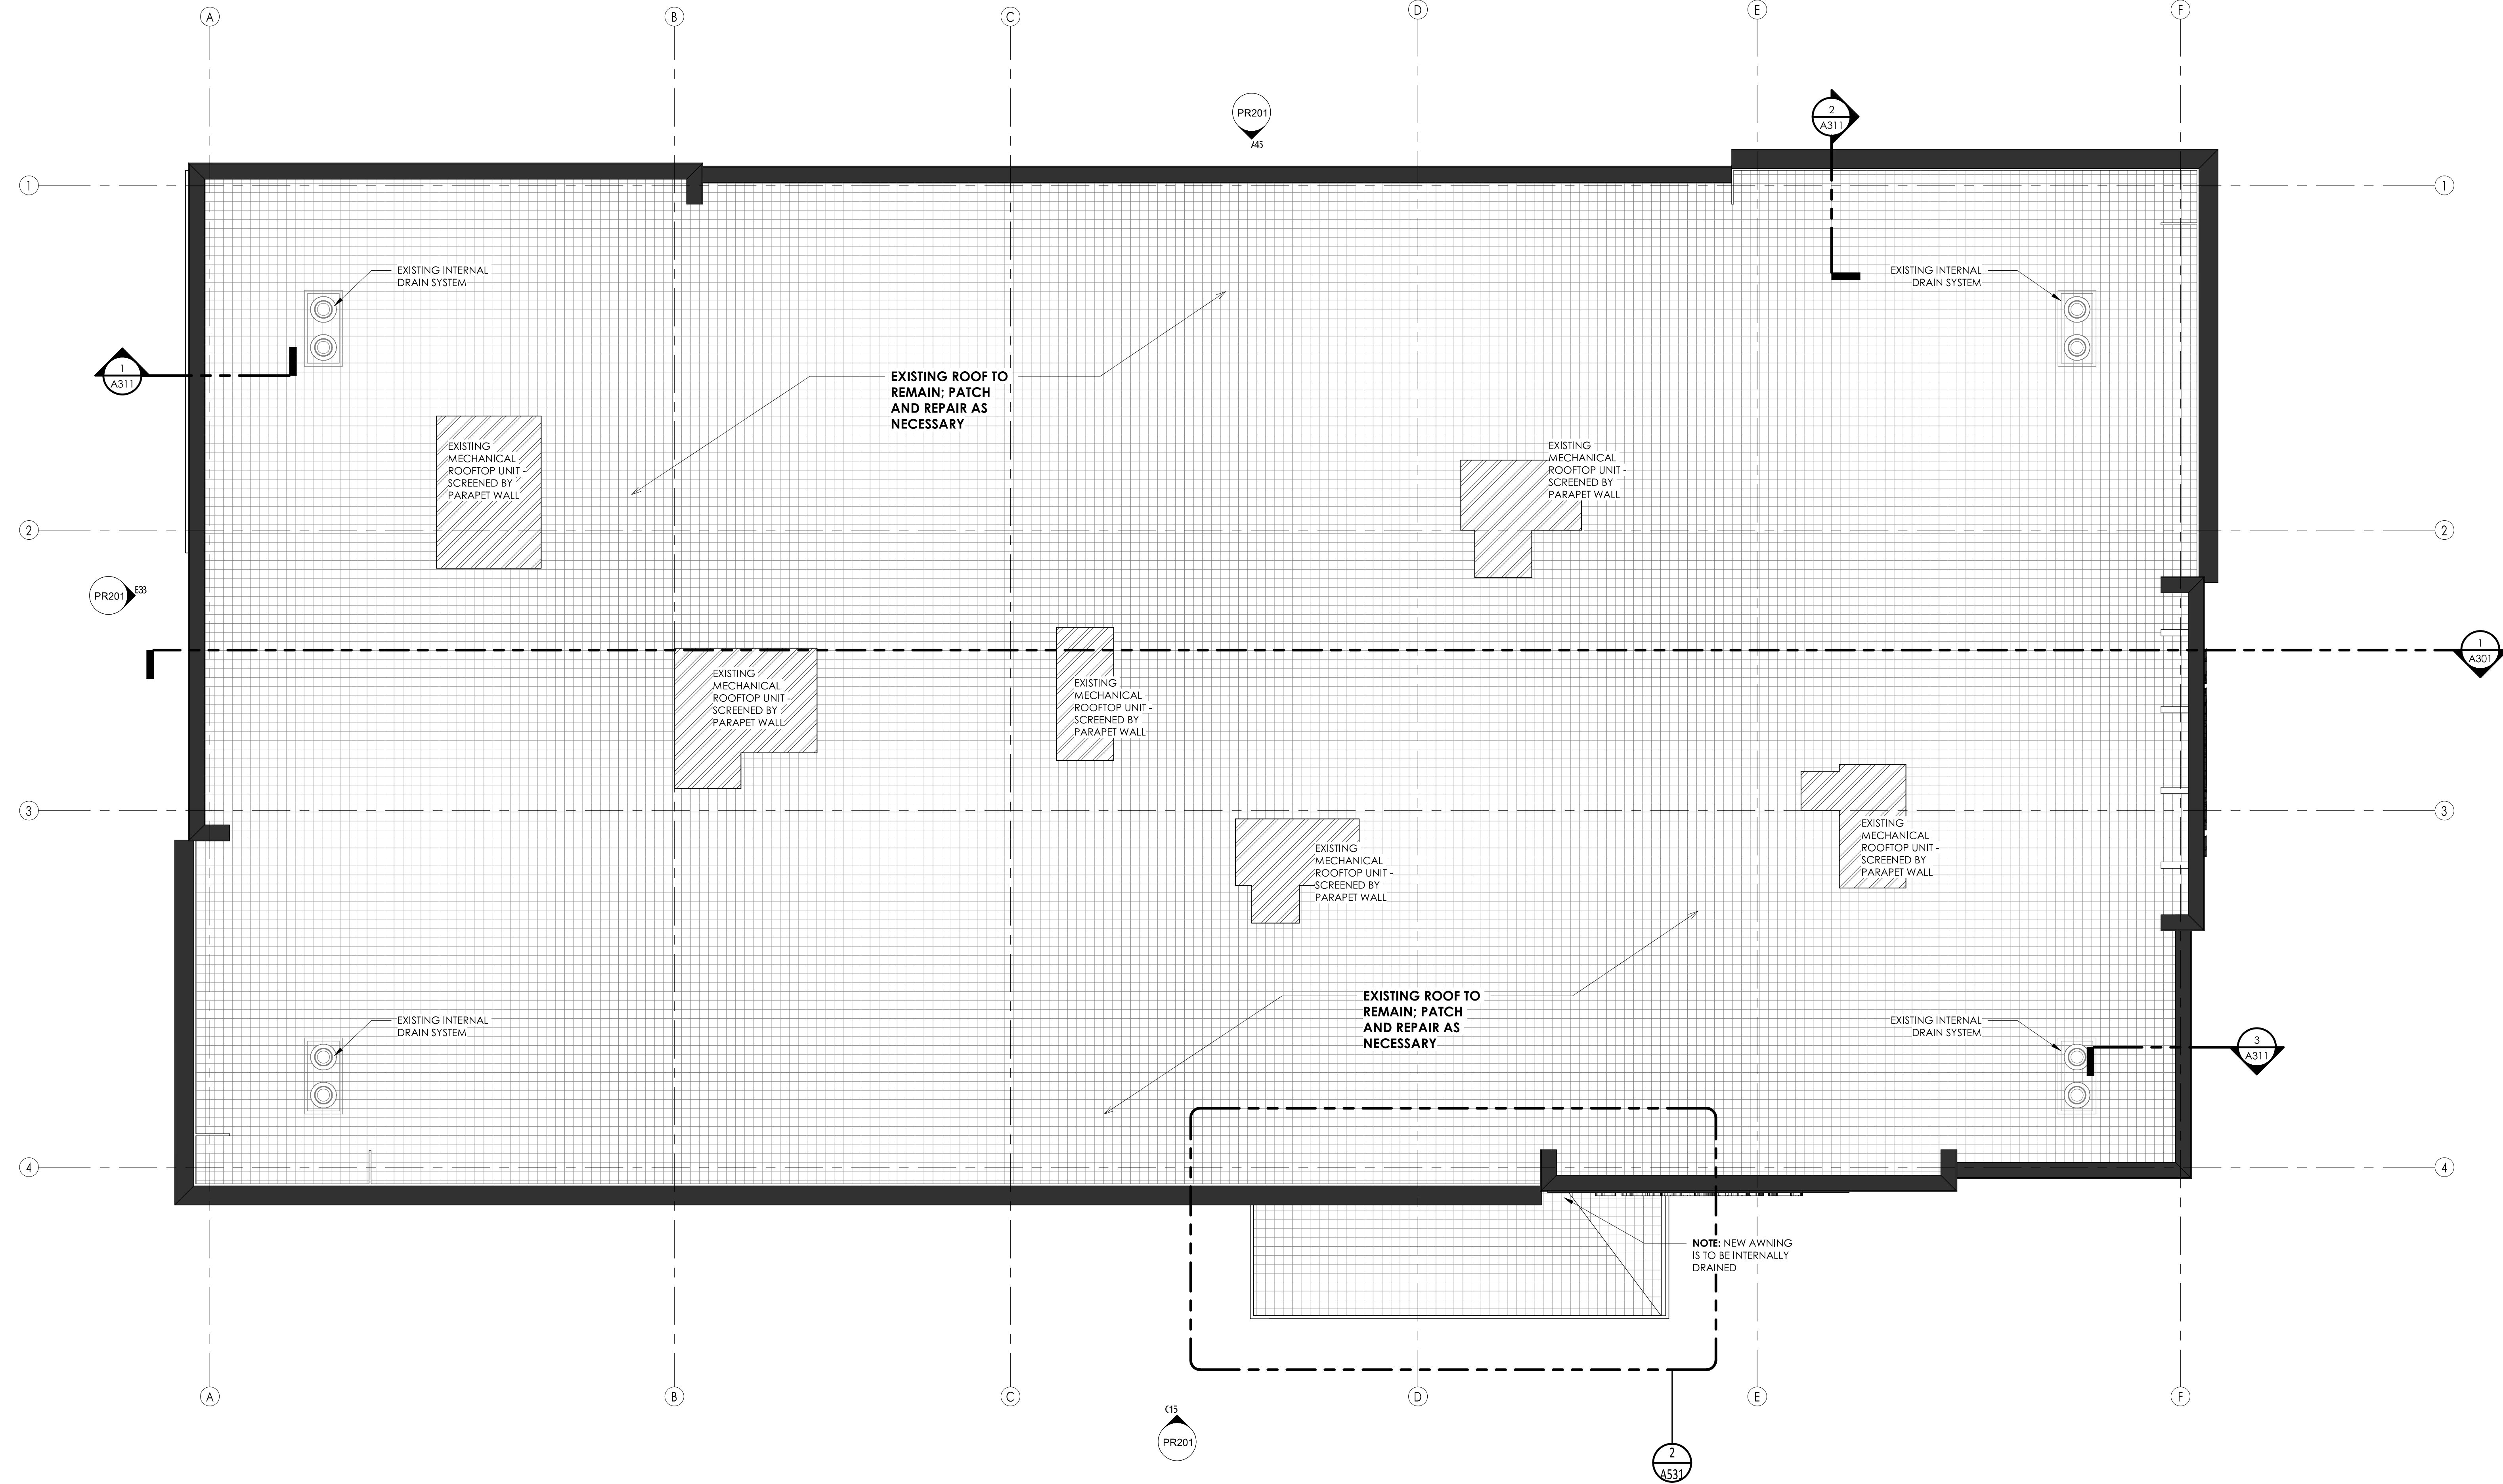 A
B
C
D
E
F
PR201
A45
2
A311
1
1
EXISTING INTERNAL
DRAIN SYSTEM
EXISTING INTERNAL
DRAIN SYSTEM
1
A311
EXISTING ROOF TO
REMAIN; PATCH
AND REPAIR AS
NECESSARY
EXISTING
MECHANICAL
ROOFTOP UNIT -
SCREENED BY
PARAPET WALL
EXISTING
MECHANICAL
ROOFTOP UNIT -
SCREENED BY
PARAPET WALL
2
2
PR201
E33
1
A301
EXISTING
MECHANICAL
ROOFTOP UNIT -
SCREENED BY
PARAPET WALL
EXISTING
MECHANICAL
ROOFTOP UNIT -
SCREENED BY
PARAPET WALL
3
3
EXISTING
MECHANICAL
ROOFTOP UNIT -
SCREENED BY
PARAPET WALL
EXISTING
MECHANICAL
ROOFTOP UNIT -
SCREENED BY
PARAPET WALL
EXISTING ROOF TO
REMAIN; PATCH
AND REPAIR AS
NECESSARY
EXISTING INTERNAL
DRAIN SYSTEM
EXISTING INTERNAL
DRAIN SYSTEM
3
A311
4
4
NOTE: NEW AWNING
IS TO BE INTERNALLY
DRAINED
A
B
C
D
E
F
C15
PR201
2
A531